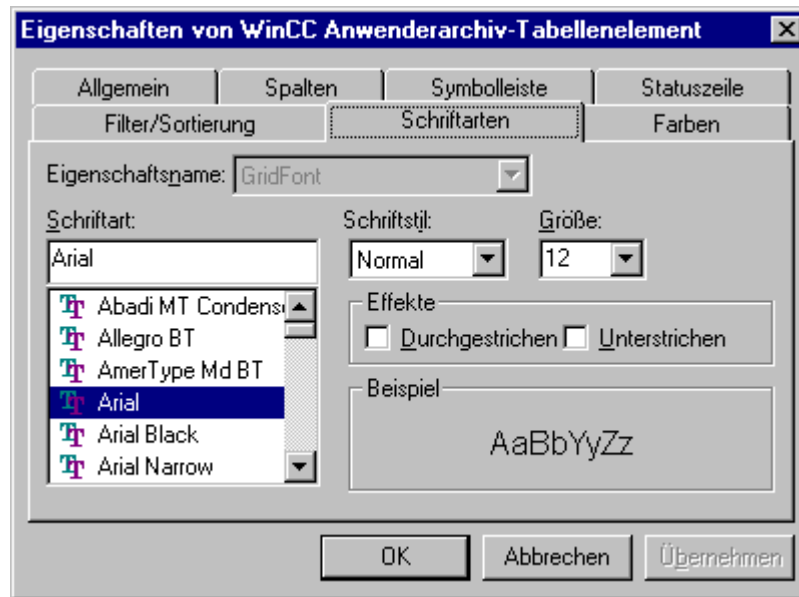 Eigenschaften von WinCC Anwenderarchiv-Tabellenelement
Allgemein Spalten Symbolleiste Statuszeile
Filter/Sortierung Schriftarten Farben
Eigenschaftsname: GridFont
Schriftart: Schriftstil: Größe:
Arial Normal 12
Abadi MT Condens
Allegro BT
AmerType Md BT
Arial
Arial Black
Arial Narrow
Effekte
Durchgestrichen Unterstrichen
Beispiel
AaBbYyZz
OK Abbrechen Übernehmen